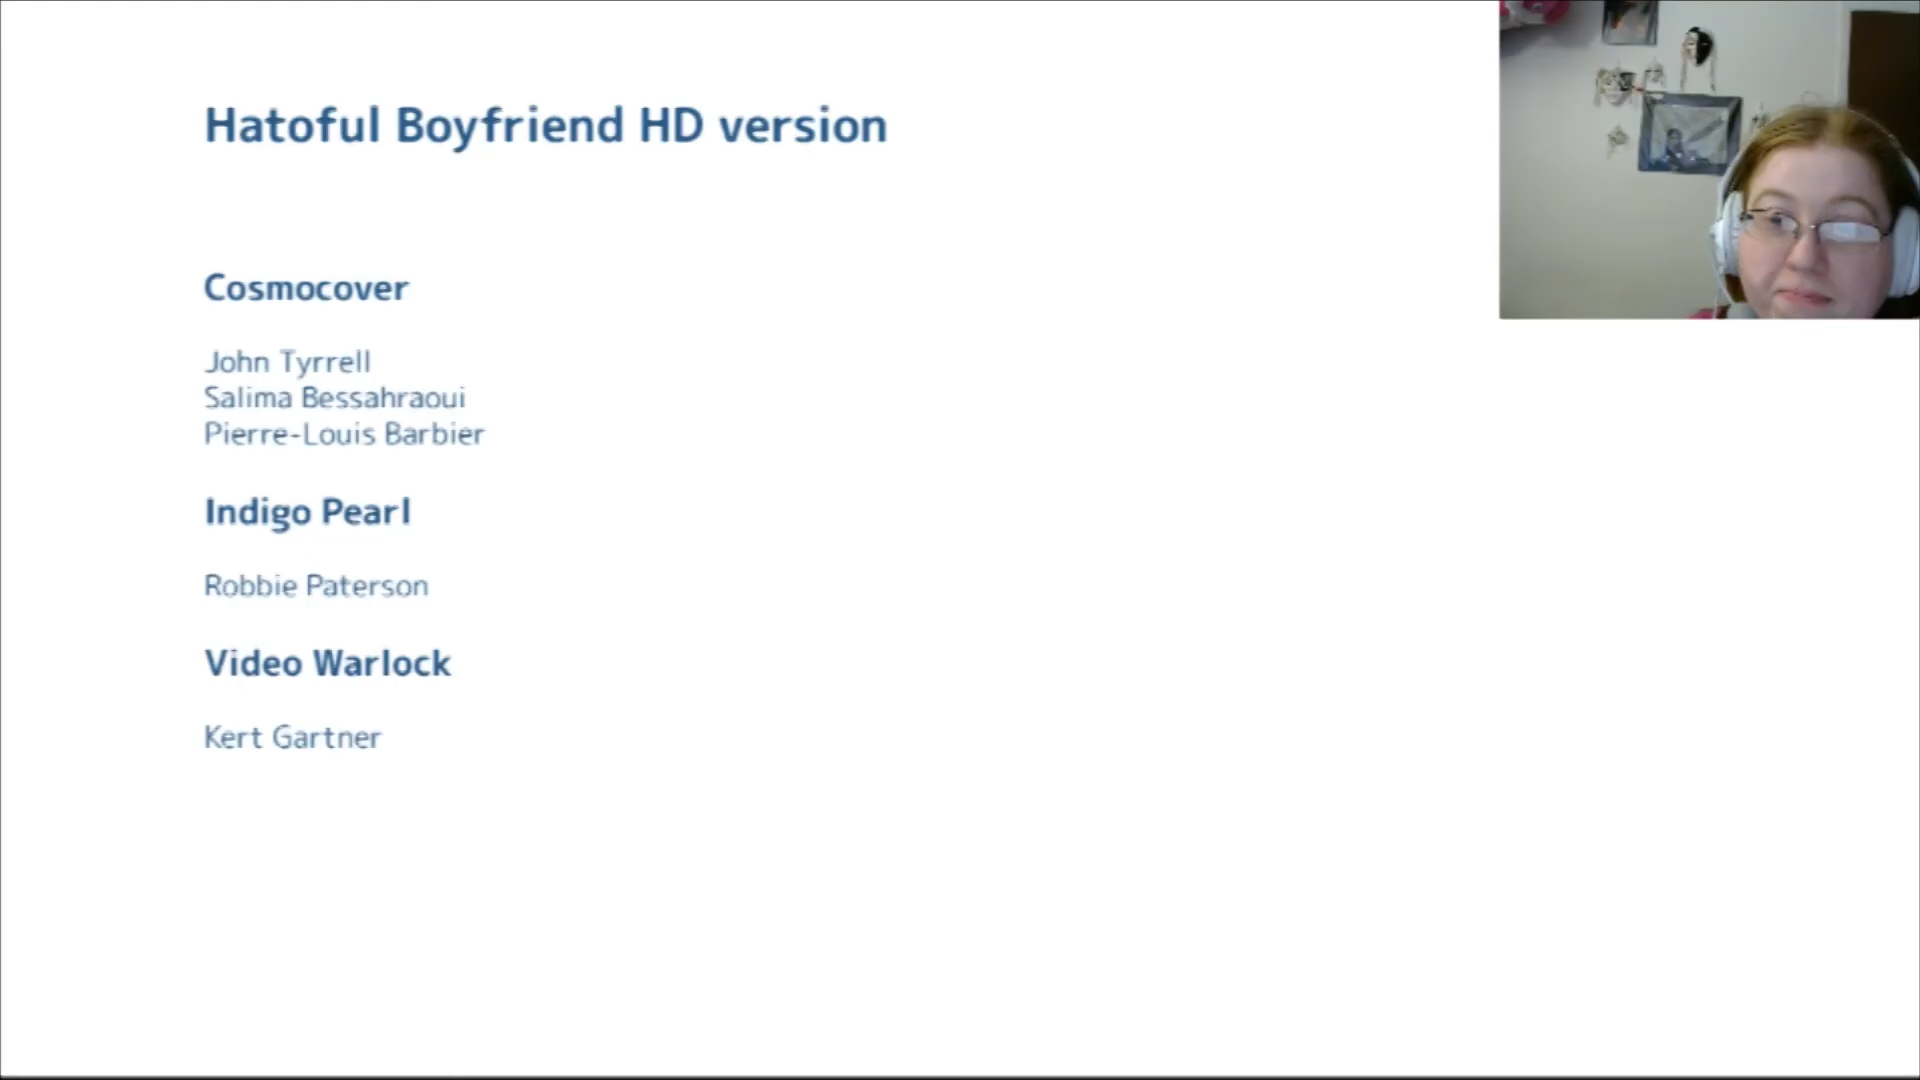 Hatoful Boyfriend HD version
Cosmocover
John Tyrrell
Salima Bessahraoui
Pierre-Louis Barbier
Indigo Pearl
Robbie Paterson
Video Warlock
Kert Gartner